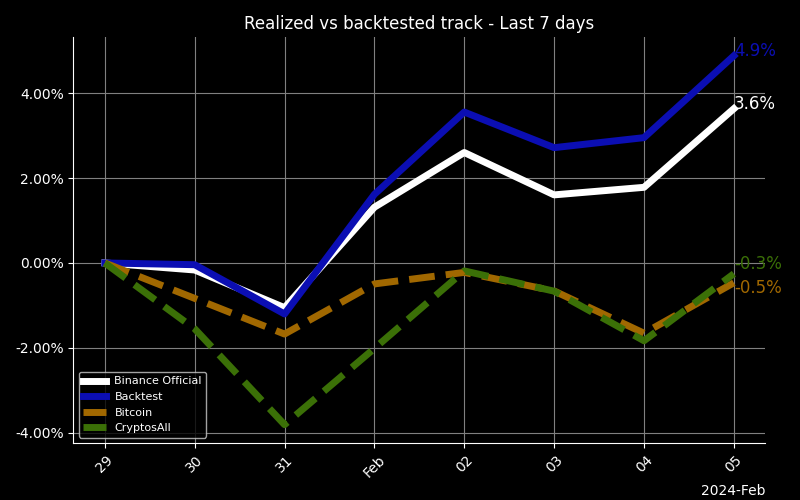 Realized vs backtested track - Last 7 days
4.9%
4.00%
3.6%
2.00%
0.00%
-0.3%
-0.5%
-2.00%
Binance Official
Backtest
Bitcoin
CryptosAll
-4.00%
29 30 31 Feb 02 03 04 05
2024-Feb